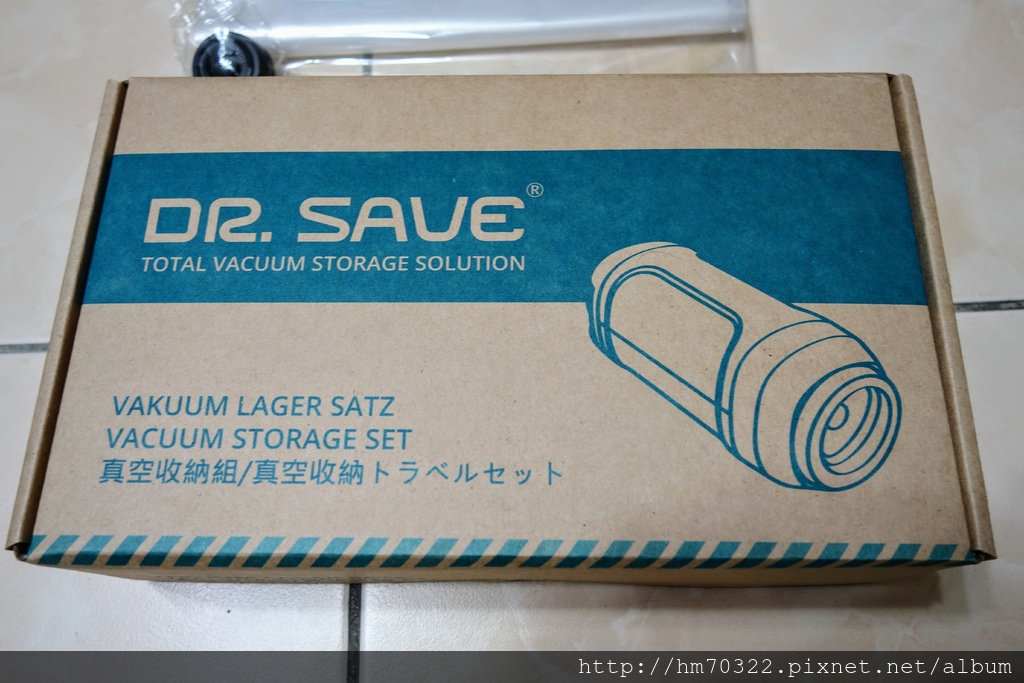 DR. SAVE®
TOTAL VACUUM STORAGE SOLUTION
VAKUUM LAGER SATZ
VACUUM STORAGE SET
真空收納組/真空收納トラベルセット
http://hm70322.pixnet.net/album